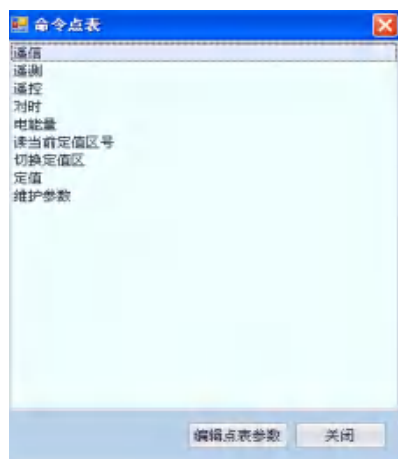 命令点表
遥信
遥测
遥控
对时
电能量
读当前定值区号
切换定值区
定值
维护参数
编辑点表参数
关闭